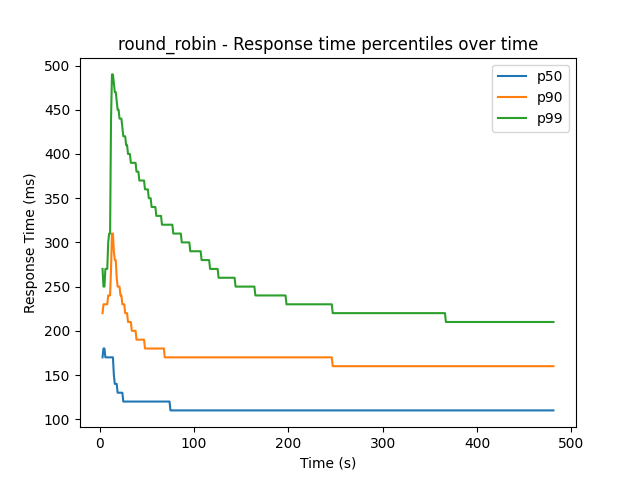 round_robin - Response time percentiles over time
p50
p90
p99
500
450
400
350
300
250
200
150
100
Response Time (ms)
0 100 200 300 400 500
Time (s)